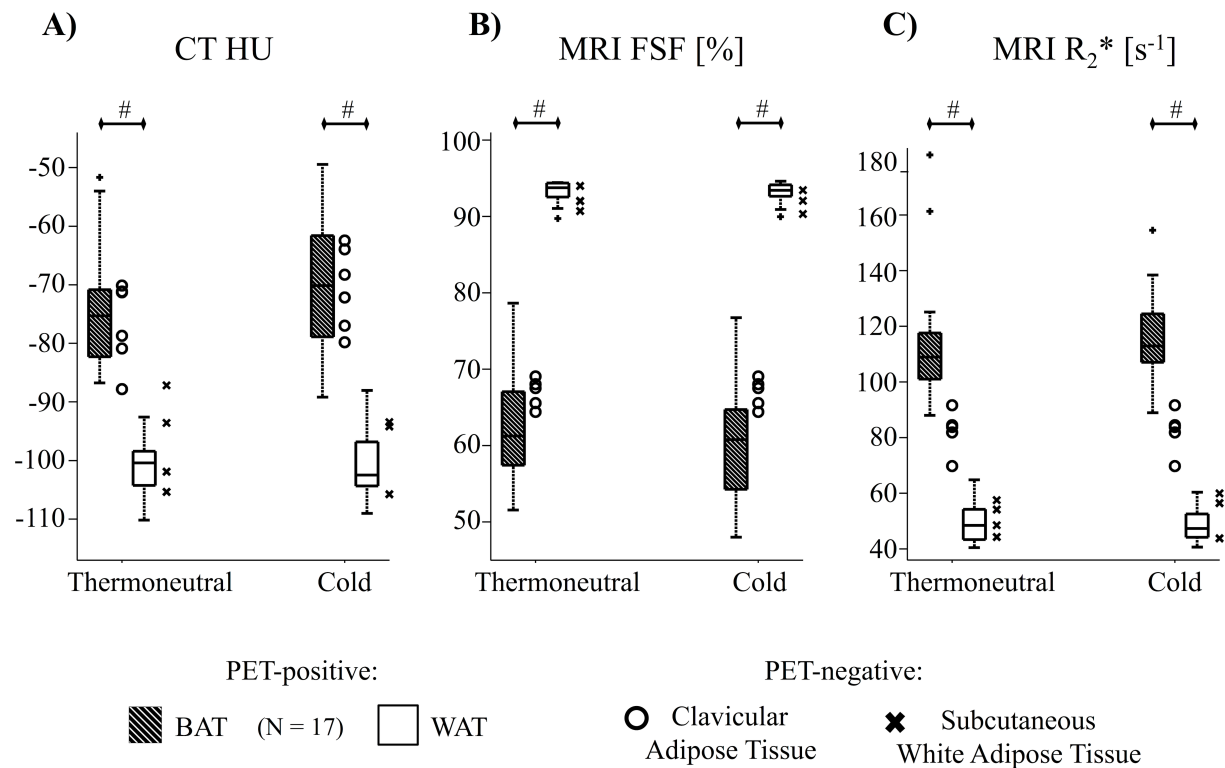 A)
CT HU
#
#
-50
-60
-70
-80
-90
-100
-110
Thermoneutral
Cold
B)
MRI FSF [%]
#
#
100
90
80
70
60
50
Thermoneutral
Cold
C)
MRI R2* [s-1]
#
#
180
160
140
120
100
80
60
40
Thermoneutral
Cold
PET-positive:
BAT (N = 17) WAT
PET-negative:
Clavicular
Adipose Tissue
Subcutaneous
White Adipose Tissue